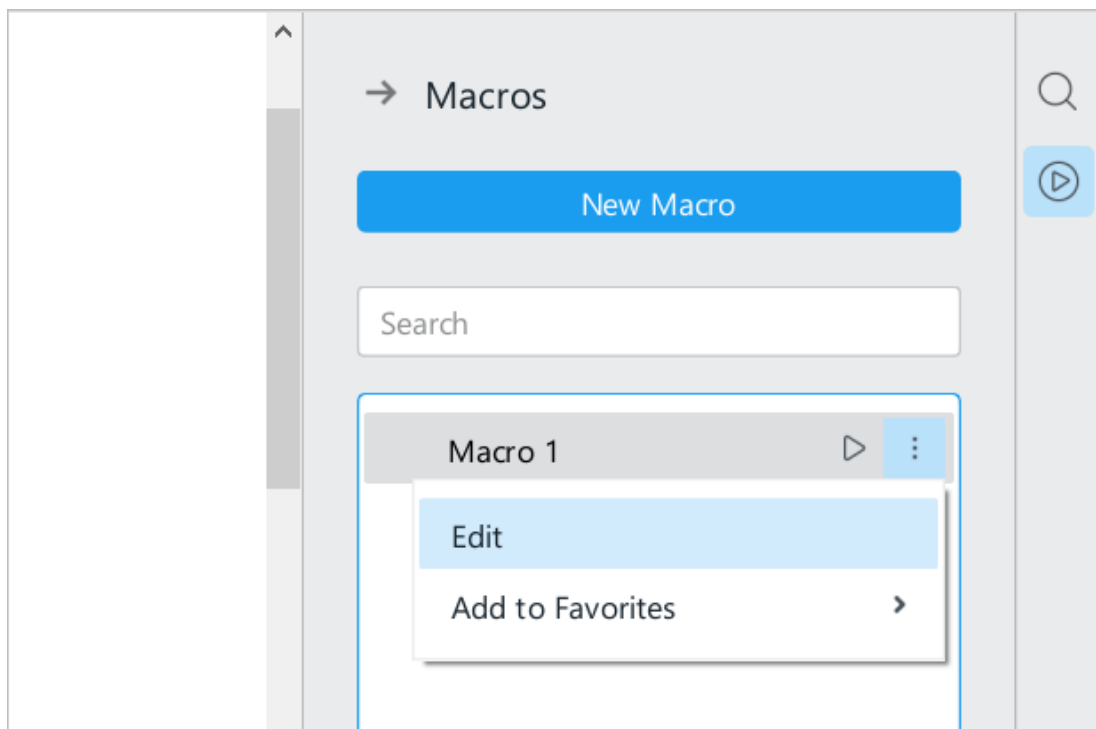 Macros
New Macro
Search
Macro 1
Edit
Add to Favorites